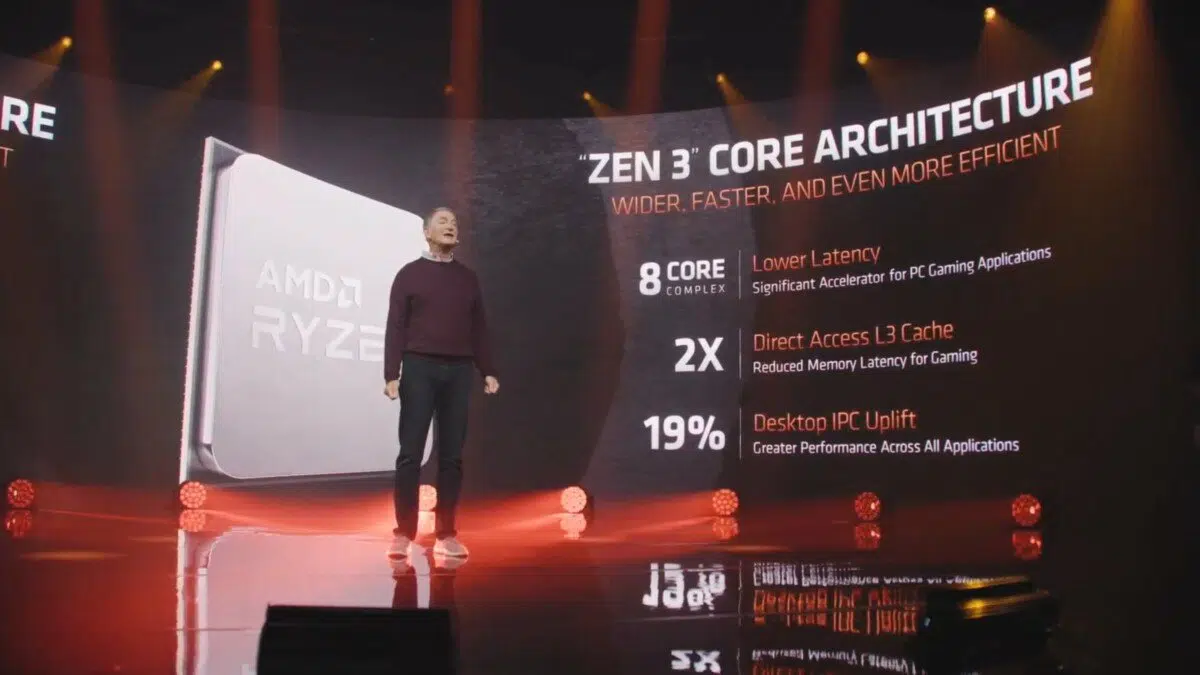 RE
T
AMD
RYZE
“ZEN 3” CORE ARCHITECTURE
WIDER, FASTER, AND EVEN MORE EFFICIENT
8 CORE
COMPLEX
Lower Latency
Significant Accelerator for PC Gaming Applications
2X
Direct Access L3 Cache
Reduced Memory Latency for Gaming
19%
Desktop IPC Uplift
Greater Performance Across All Applications